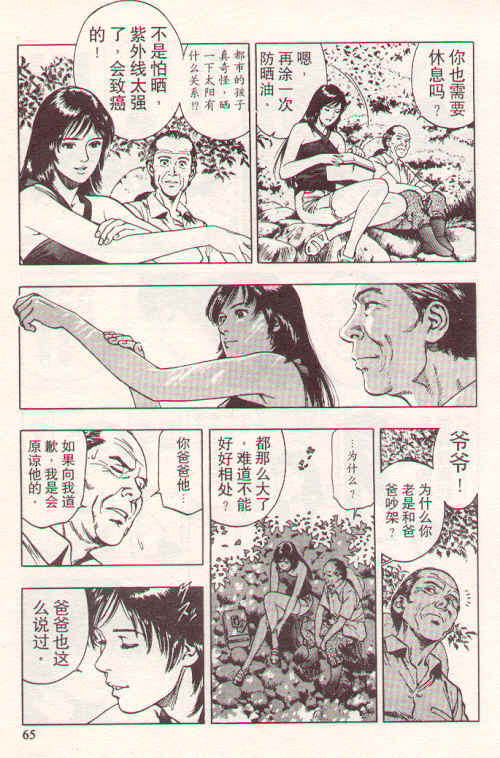 你也需要
休息吗？
嗯，
再涂一次
防晒油。
都市的孩子
真奇怪，晒
一下太阳有
什么关系!?
不是怕晒，
紫外线太强
了，会致癌
的！
爷爷！
为什么你
老是和爸
爸吵架？
…为什么？
都那么大了
，难道不能
好好相处？
你爸爸他…
如果向我道
歉，我是会
原谅他的。
爸爸也这
么说过。
65